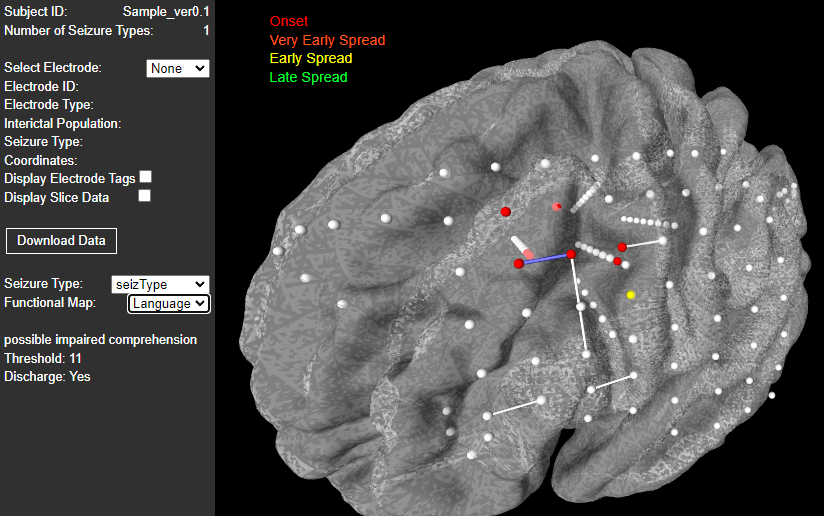 Subject ID: Sample_ver0.1
Number of Seizure Types: 1
Select Electrode: None
Electrode ID:
Electrode Type:
Interictal Population:
Seizure Type:
Coordinates:
Display Electrode Tags
Display Slice Data
Download Data
Seizure Type: seizType
Functional Map: Language
possible impaired comprehension
Threshold: 11
Discharge: Yes
Onset
Very Early Spread
Early Spread
Late Spread